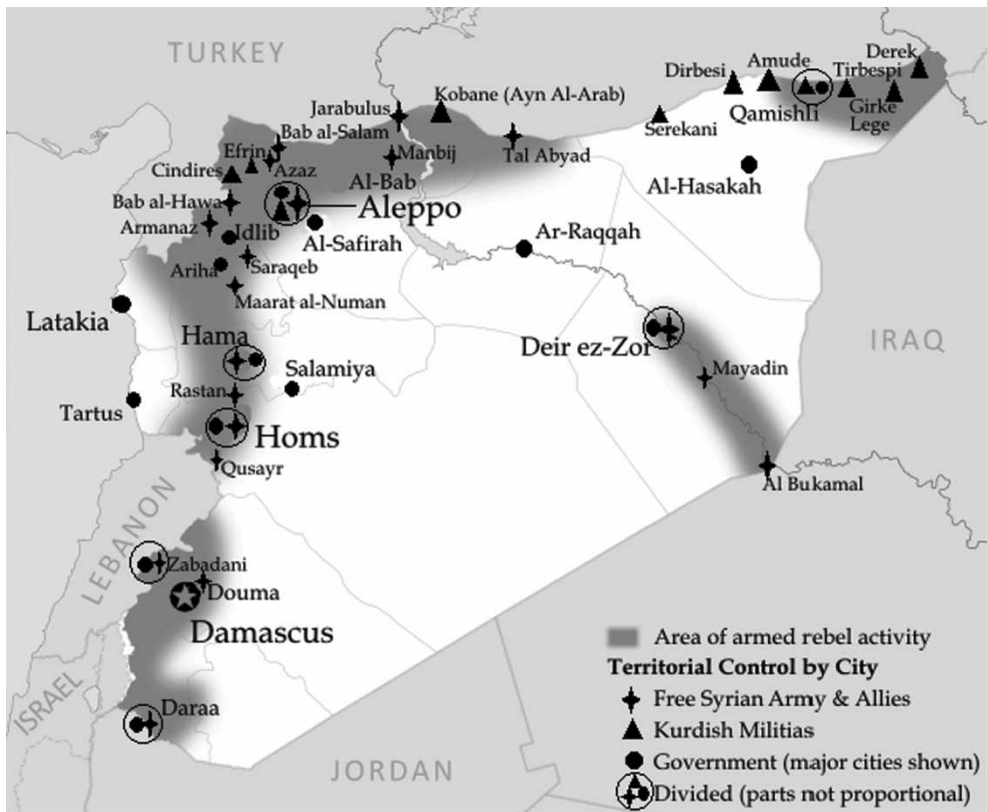 TURKEY
Derek
Amude
Dirbesi
Tirbespi
Kobane (Ayn Al-Arab)
Jarabulus
Qamishli
Girke
Lege
Serekani
Bab al-Salam
Efrin
Manbij
Tal Abyad
Azaz
Cindires
Al-Bab
Al-Hasakah
Bab al-Hawa
Aleppo
Armanaz
Idlib
Al-Safirah
Ar-Raqqah
Saraqeb
Ariha
Maarat al-Numan
Latakia
Hama
Deir ez-Zor
IRAQ
Salamiya
Mayadin
Rastan
Tartus
Homs
Qusayr
Al Bukamal
LEBANON
Zabadani
Douma
Damascus
ISRAEL
Daraa
JORDAN
Area of armed rebel activity
Territorial Control by City
Free Syrian Army & Allies
Kurdish Militias
Government (major cities shown)
Divided (parts not proportional)